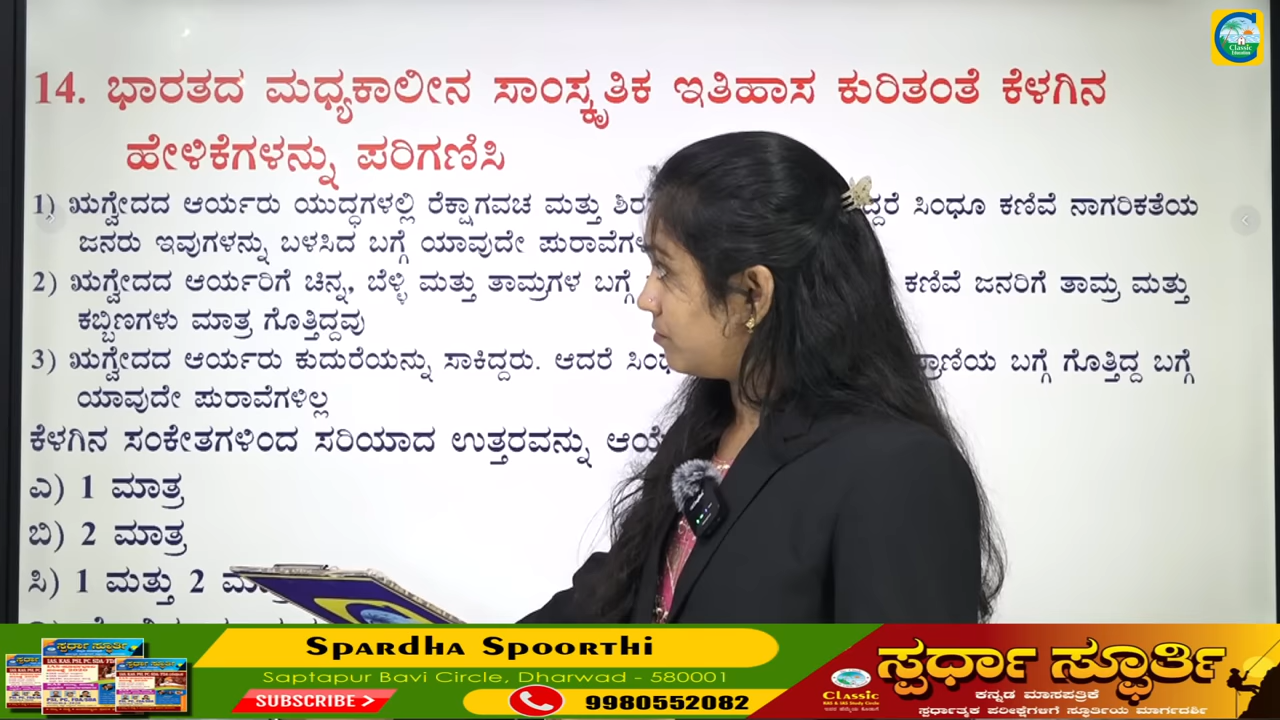 Classic
Education
14. ಭಾರತದ ಮಧ್ಯಕಾಲೀನ ಸಾಂಸ್ಕೃತಿಕ ಇತಿಹಾಸ ಕುರಿತಂತೆ ಕೆಳಗಿನ
ಹೇಳಿಕೆಗಳನ್ನು ಪರಿಗಣಿಸಿ
1) ಋಗ್ವೇದದ ಆರ್ಯರು ಯುದ್ಧಗಳಲ್ಲಿ ರೆಕ್ಷಾಗವಚ ಮತ್ತು ಸಿಂಧೂ ಕಣಿವೆ ನಾಗರಿಕತೆಯ
ಜನರು ಇವುಗಳನ್ನು ಬಳಸಿದ ಬಗ್ಗೆ ಯಾವುದೇ
2) ಋಗ್ವೇದದ ಆರ್ಯರಿಗೆ ಚಿನ್ನ, ಬೆಳ್ಳಿ ಮತ್ತು ತಾಮ್ರಗಳ ಬಗ್ಗೆ ಕಣಿವೆ ಜನರಿಗೆ ತಾಮ್ರ ಮತ್ತು
ಕಬ್ಬಿಣಗಳು ಮಾತ್ರ ಗೊತ್ತಿದ್ದವು
3) ಋಗ್ವೇದದ ಆರ್ಯರು ಕುದುರೆಯನ್ನು ಸಾಕಿದ್ದರು. ಆದರೆ ಬಗ್ಗೆ ಗೊತ್ತಿದ್ದ ಬಗ್ಗೆ
ಯಾವುದೇ ಪುರಾವೆಗಳಿಲ್ಲ
ಕೆಳಗಿನ ಸಂಕೇತಗಳಿಂದ ಸರಿಯಾದ ಉತ್ತರವನ್ನು
ಎ) 1 ಮಾತ್ರ
ಬಿ) 2 ಮಾತ್ರ
ಸಿ) 1 ಮತ್ತು 2
Spardha Spoorthi
Saptapur Bavi Circle, Dharwad - 580001
SUBSCRIBE
9980552082
ಸ್ಪರ್ಧಾ ಸ್ಫೂರ್ತಿ
Classic
ಕನ್ನಡ ಮಾಸಪತ್ರಿಕೆ
ಸ್ಪರ್ಧಾತ್ಮಕ ಪರೀಕ್ಷೆಗಳಿಗೆ ಸ್ಫೂರ್ತಿಯ ಮಾರ್ಗದರ್ಶಿ